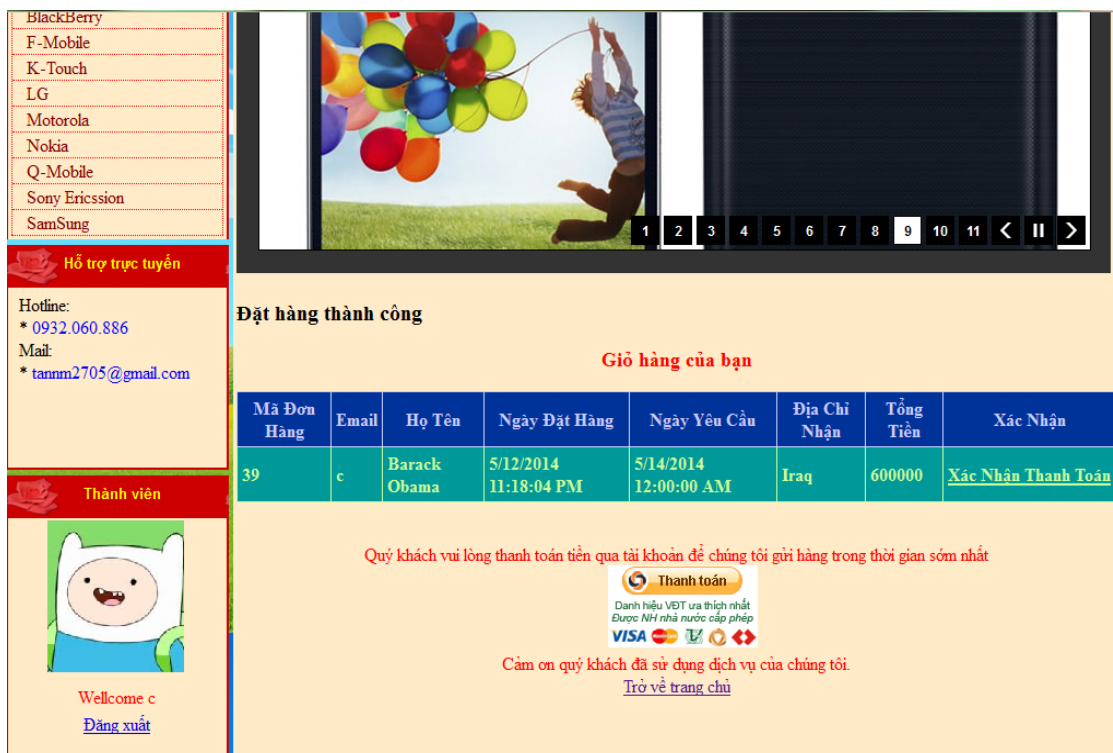 BlackBerry
F-Mobile
K-Touch
LG
Motorola
Nokia
Q-Mobile
Sony Ericssion
SamSung
1 2 3 4 5 6 7 8 9 10 11
Hỗ trợ trực tuyến
Hotline:
* 0932.060.886
Mail:
* tannm2705@gmail.com
Thành viên
Wellcome c
Đăng xuất
Đặt hàng thành công
Giỏ hàng của bạn
Mã Đơn Hàng Email Họ Tên Ngày Đặt Hàng Ngày Yêu Cầu Địa Chỉ Nhận Tổng Tiền Xác Nhận
39 c Barack Obama 5/12/2014 11:18:04 PM 5/14/2014 12:00:00 AM Iraq 600000 Xác Nhận Thanh Toán
Quý khách vui lòng thanh toán tiền qua tài khoản để chúng tôi gửi hàng trong thời gian sớm nhất
Thanh toán
Danh hiệu VĐT ưa thích nhất
Được NH nhà nước cấp phép
VISA
Cảm ơn quý khách đã sử dụng dịch vụ của chúng tôi.
Trở về trang chủ